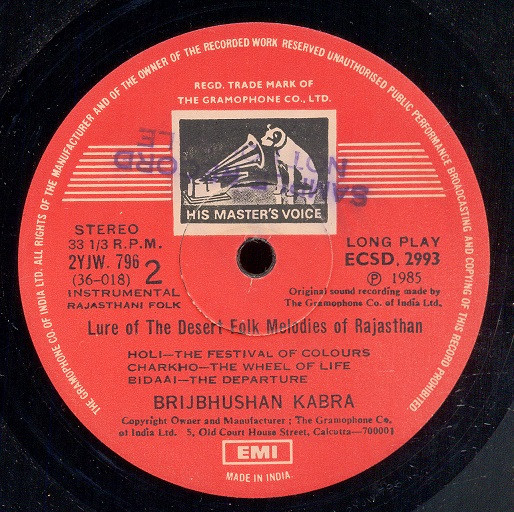 ALL RIGHTS OF THE MANUFACTURER AND OF THE OWNER OF THE RECORDED WORK RESERVED UNAUTHORISED PUBLIC PERFORMANCE BROADCASTING AND COPYING OF THIS RECORD PROHIBITED
THE GRAMOPHONE CO. OF INDIA LTD.
REGD. TRADE MARK OF
THE GRAMOPHONE CO., LTD.
SAMPLE RECORD
NOT
HIS MASTER'S VOICE
STEREO
33 1/3 R.P.M.
2YJW. 796
(36-018) 2
INSTRUMENTAL
RAJASTHANI FOLK
LONG PLAY
ECSD. 2993
Ⓟ 1985
Original sound recording made by
The Gramophone Co. of India Ltd.
Lure of The Desert Folk Melodies of Rajasthan
HOLI—THE FESTIVAL OF COLOURS
CHARKHO—THE WHEEL OF LIFE
BIDAAI—THE DEPARTURE
BRIJBHUSHAN KABRA
Copyright Owner and Manufacturer ; The Gramophone Co.
of India Ltd. 5, Old Court House Street, Calcutta—700001
EMI
MADE IN INDIA.